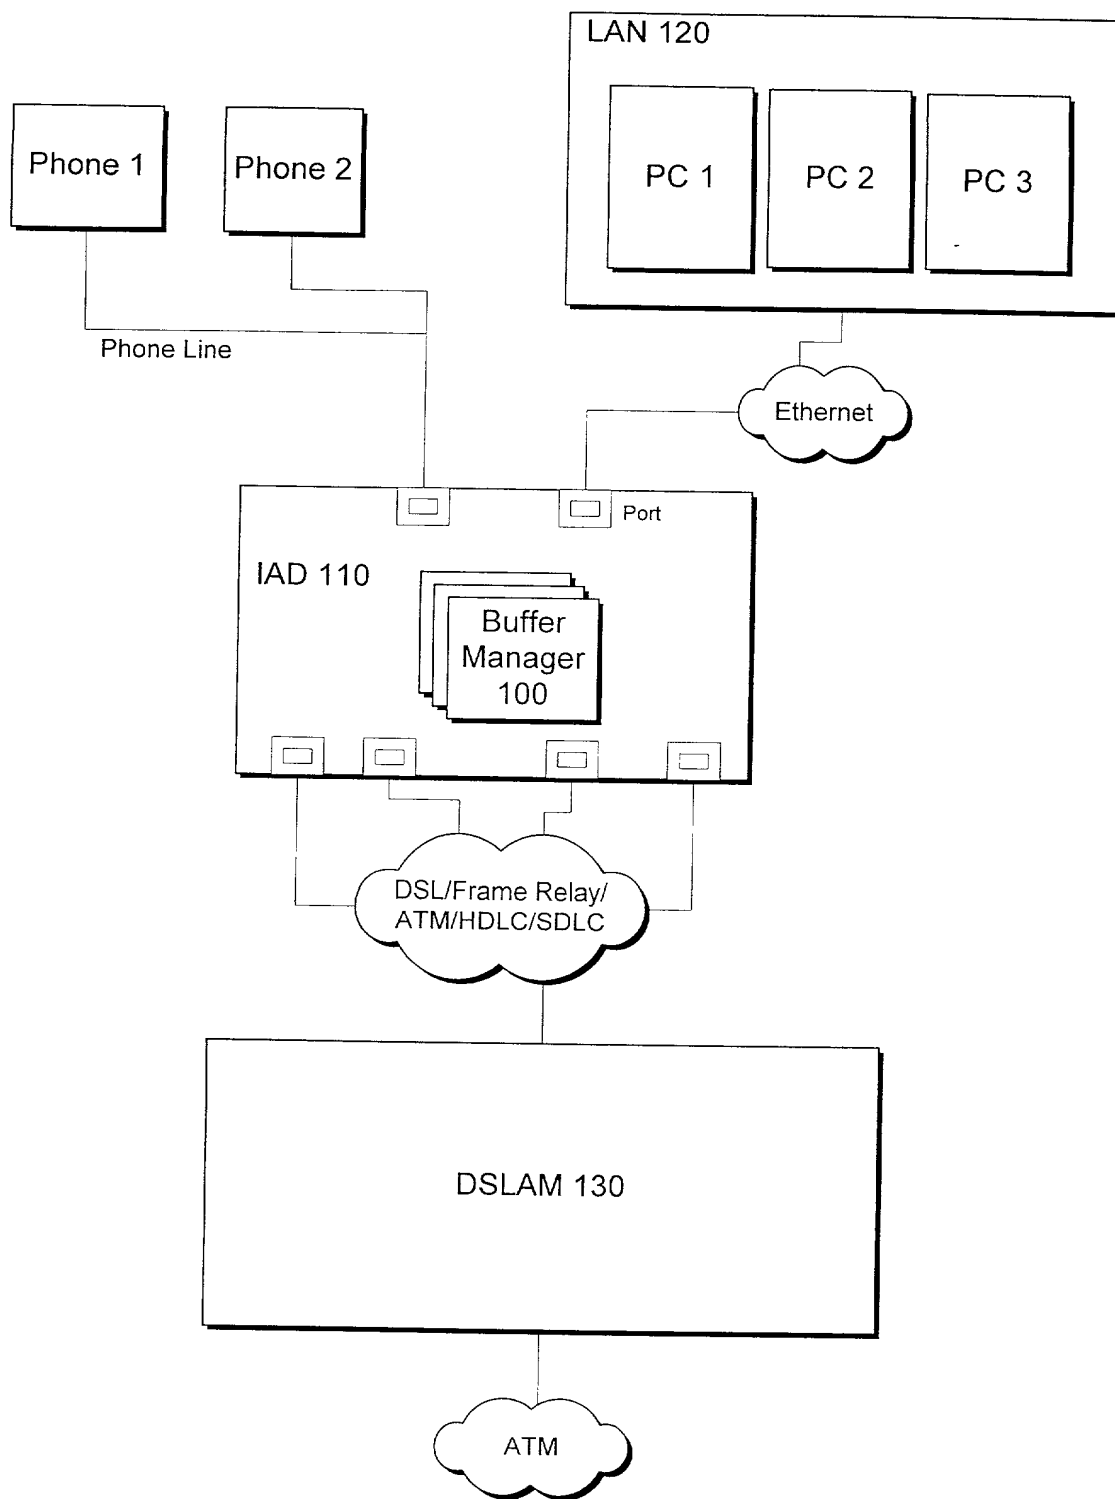 LAN 120
Phone 1
Phone 2
PC 1
PC 2
PC 3
Phone Line
Ethernet
Port
IAD 110
Buffer
Manager
100
DSL/Frame Relay/
ATM/HDLC/SDLC
DSLAM 130
ATM